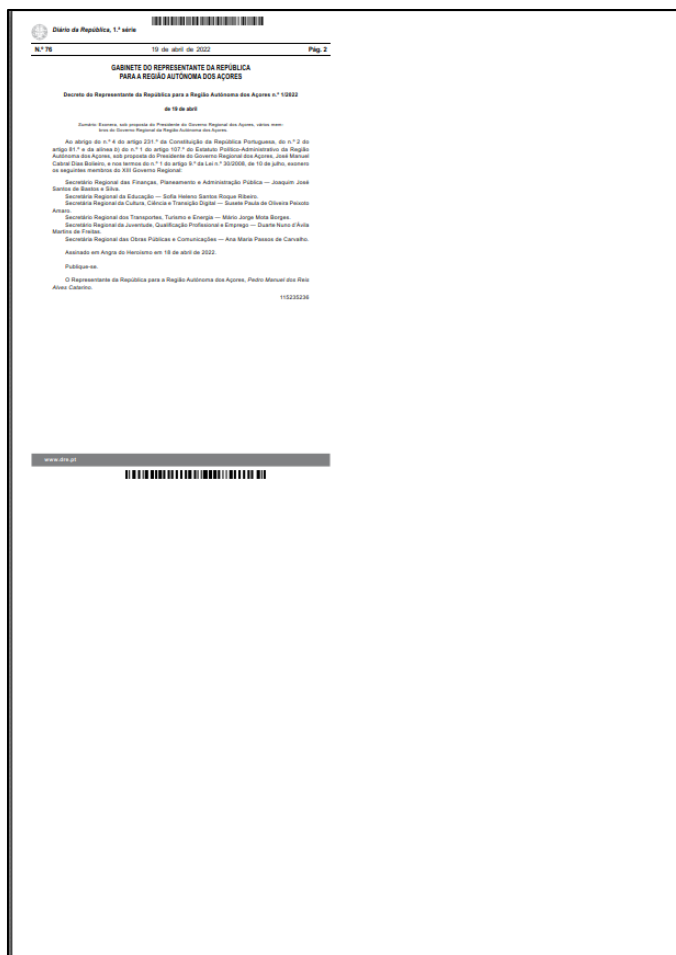 Diário da República, 1.ª série
N.º 76 19 de abril de 2022 Pág. 2
GABINETE DO REPRESENTANTE DA REPÚBLICA
PARA A REGIÃO AUTÓNOMA DOS AÇORES
Decreto do Representante da República para a Região Autónoma dos Açores n.º 1/2022
de 19 de abril
Sumário: Exonera, sob proposta do Presidente do Governo Regional dos Açores, vários mem-
bros do Governo Regional da Região Autónoma dos Açores.
Ao abrigo do n.º 4 do artigo 231.º da Constituição da República Portuguesa, do n.º 2 do
artigo 81.º e da alínea b) do n.º 1 do artigo 107.º do Estatuto Político-Administrativo da Região
Autónoma dos Açores, sob proposta do Presidente do Governo Regional dos Açores, José Manuel
Cabral Dias Bolieiro, e nos termos do n.º 1 do artigo 9.º da Lei n.º 30/2008, de 10 de julho, exonero
os seguintes membros do XIII Governo Regional:
Secretário Regional das Finanças, Planeamento e Administração Pública — Joaquim José
Santos de Bastos e Silva.
Secretária Regional da Educação — Sofia Heleno Santos Roque Ribeiro.
Secretária Regional da Cultura, Ciência e Transição Digital — Susete Paula de Oliveira Peixoto
Amaro.
Secretário Regional dos Transportes, Turismo e Energia — Mário Jorge Mota Borges.
Secretário Regional da Juventude, Qualificação Profissional e Emprego — Duarte Nuno d'Ávila
Martins de Freitas.
Secretária Regional das Obras Públicas e Comunicações — Ana Maria Passos de Carvalho.
Assinado em Angra do Heroísmo em 18 de abril de 2022.
Publique-se.
O Representante da República para a Região Autónoma dos Açores, Pedro Manuel dos Reis
Alves Catarino.
115235236
www.dre.pt